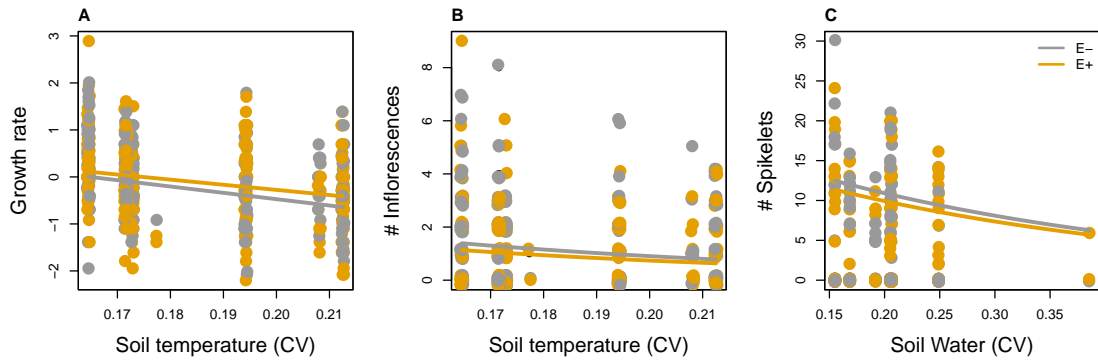 A
Growth rate
3
2
1
0
−1
−2
0.17 0.18 0.19 0.20 0.21
Soil temperature (CV)
B
# Inflorescences
8
6
4
2
0
0.17 0.18 0.19 0.20 0.21
Soil temperature (CV)
C
# Spikelets
30
25
20
15
10
5
0
E−
E+
0.15 0.20 0.25 0.30 0.35
Soil Water (CV)